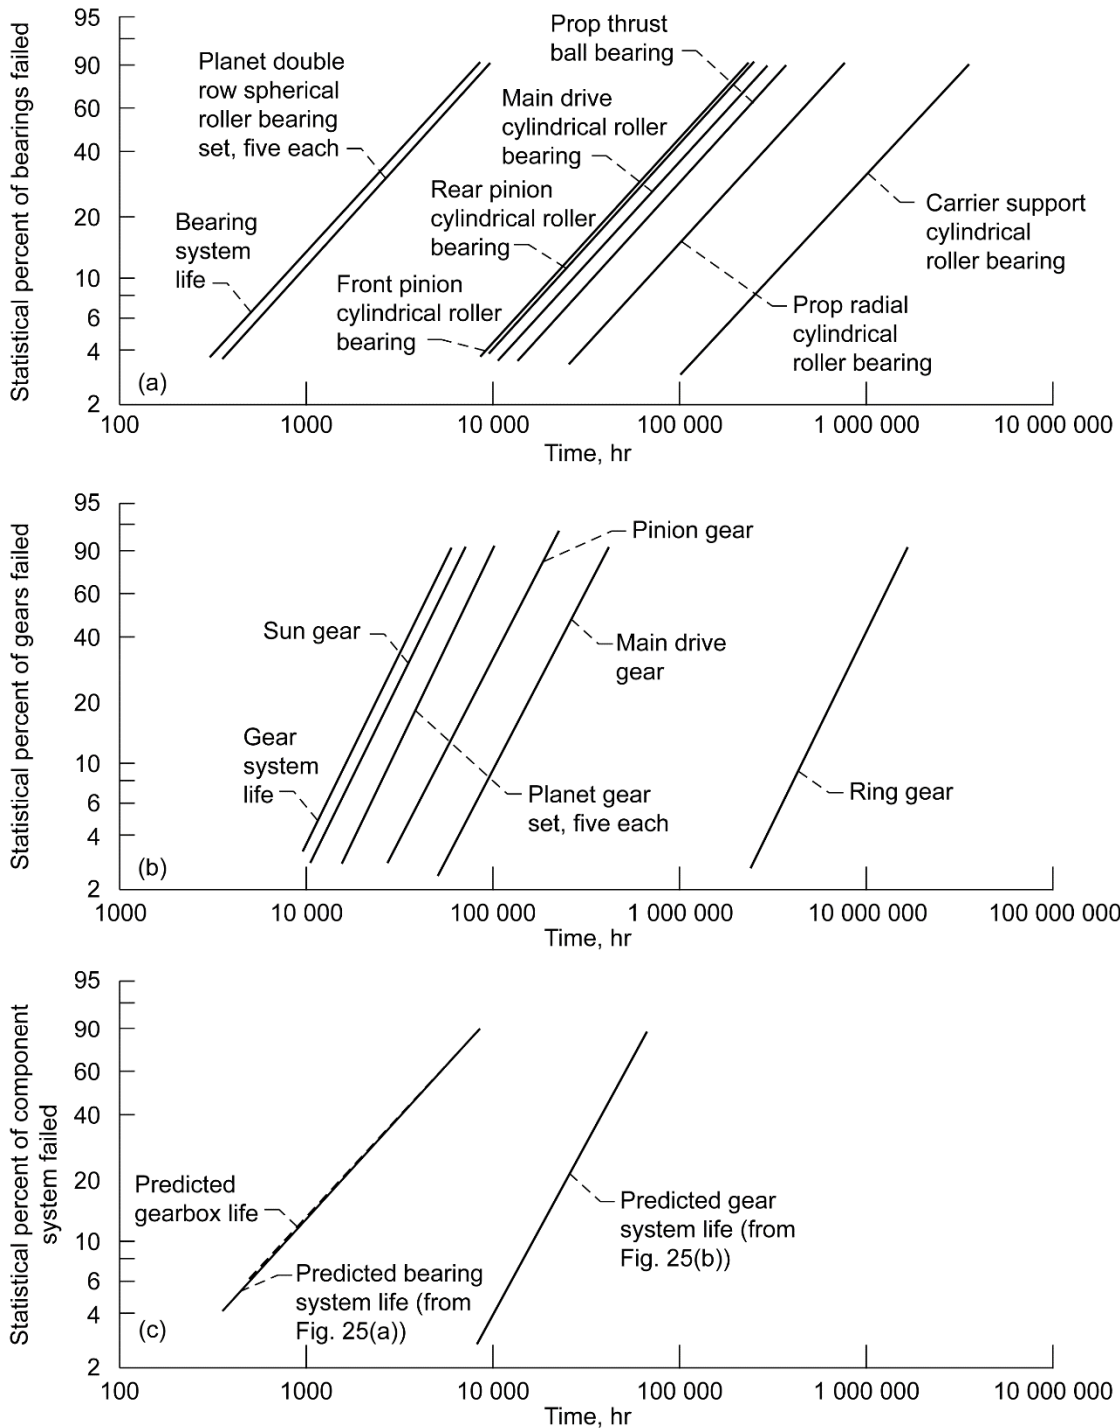 Statistical percent of bearings failed
95
90
60
40
20
10
6
4
2
Planet double
row spherical
roller bearing
set, five each
Bearing
system
life
Prop thrust
ball bearing
Main drive
cylindrical roller
bearing
Rear pinion
cylindrical roller
bearing
Front pinion
cylindrical roller
bearing
Carrier support
cylindrical
roller bearing
Prop radial
cylindrical
roller bearing
(a)
100 1000 10 000 100 000 1 000 000 10 000 000
Time, hr
Statistical percent of gears failed
95
90
40
20
10
6
4
2
Pinion gear
Sun gear
Main drive
gear
Gear
system
life
Planet gear
set, five each
Ring gear
(b)
1000 10 000 100 000 1 000 000 10 000 000 100 000 000
Time, hr
Statistical percent of component
system failed
95
90
60
40
20
10
6
4
2
Predicted
gearbox life
Predicted bearing
system life (from
Fig. 25(a))
Predicted gear
system life (from
Fig. 25(b))
(c)
100 1000 10 000 100 000 1 000 000 10 000 000
Time, hr